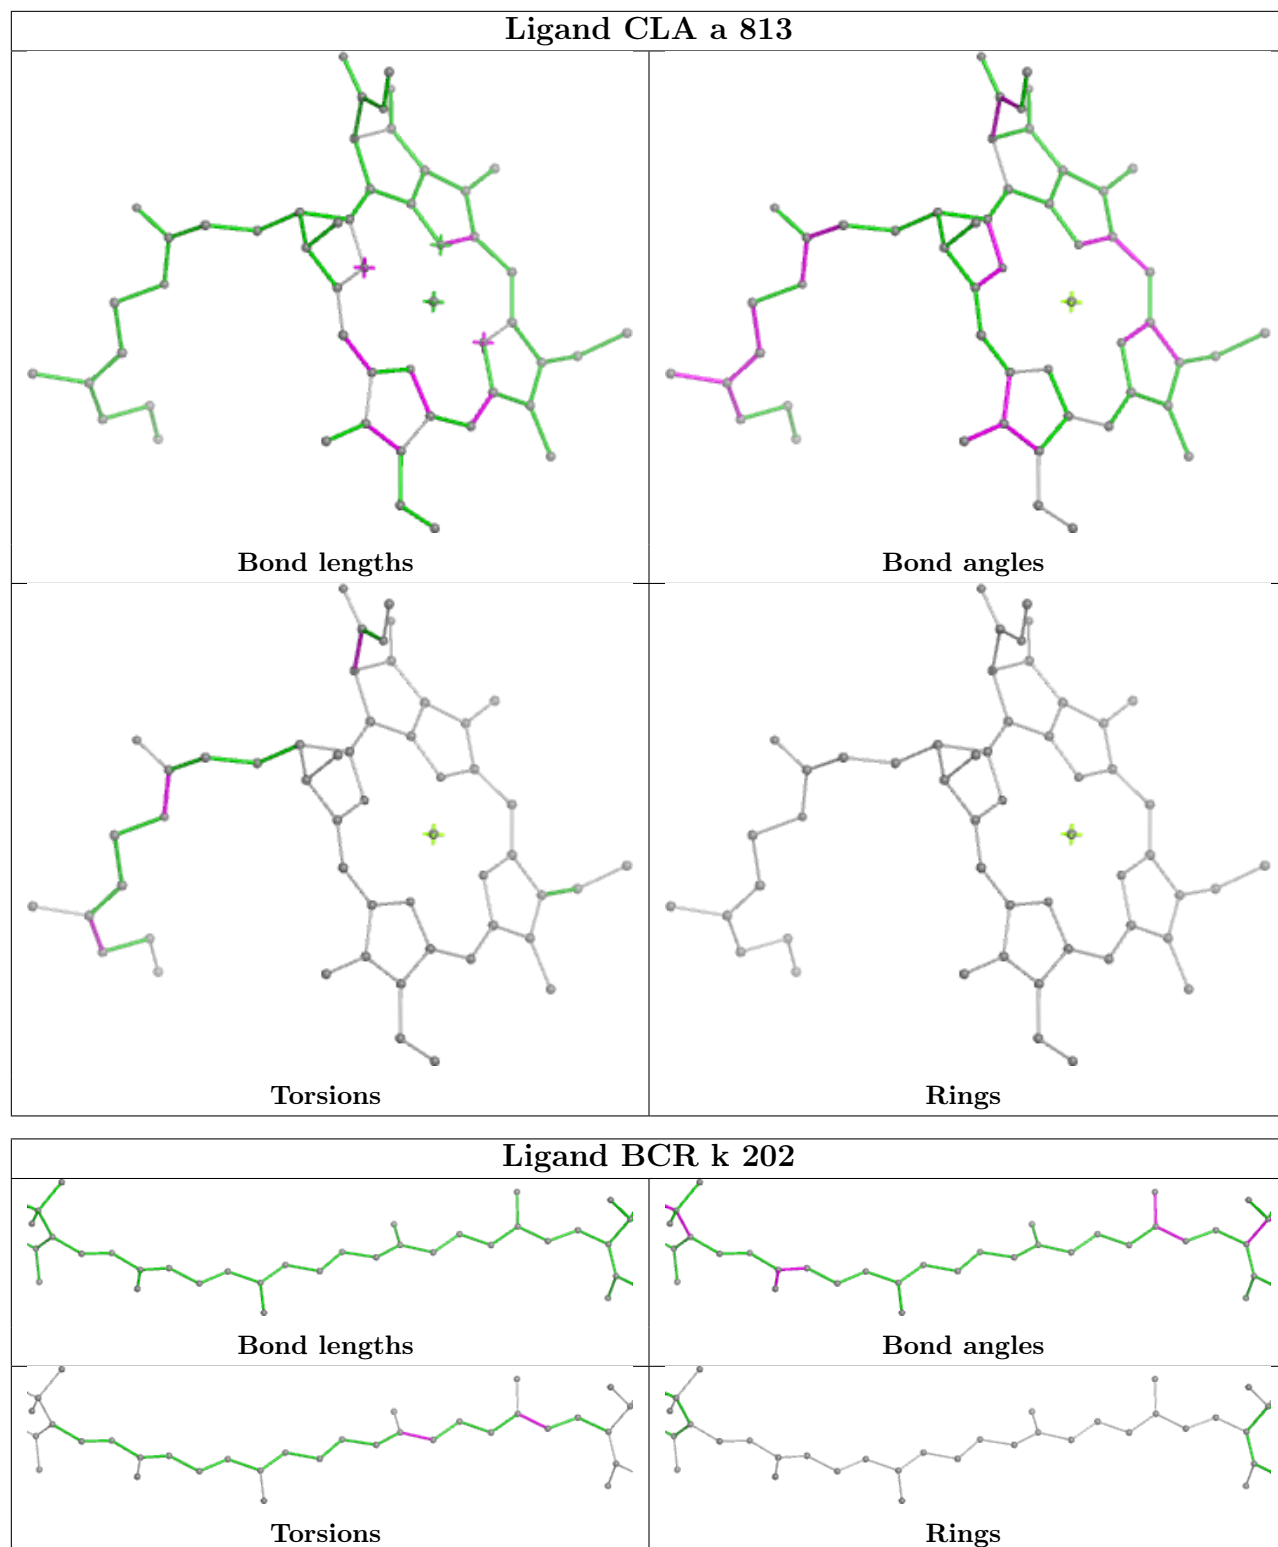 Ligand CLA a 813
Bond lengths
Bond angles
Torsions
Rings
Ligand BCR k 202
Bond lengths
Bond angles
Torsions
Rings